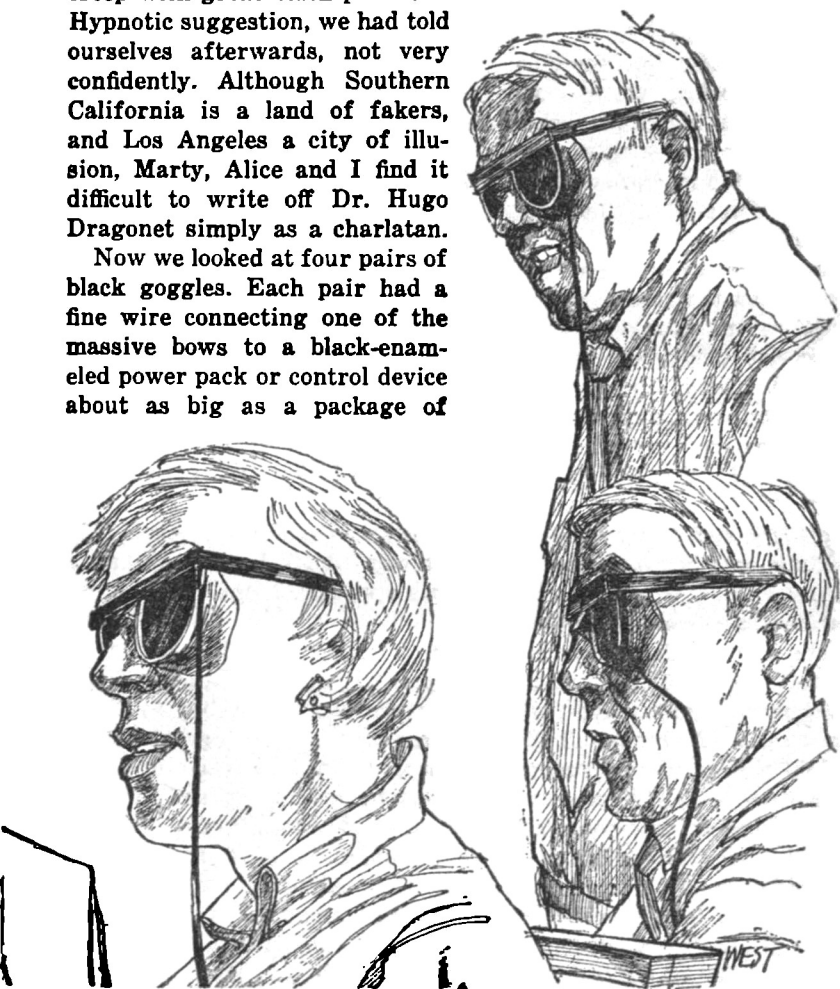 Hypnotic suggestion, we had told
ourselves afterwards, not very
confidently. Although Southern
California is a land of fakers,
and Los Angeles a city of illu-
sion, Marty, Alice and I find it
difficult to write off Dr. Hugo
Dragonet simply as a charlatan.
Now we looked at four pairs of
black goggles. Each pair had a
fine wire connecting one of the
massive bows to a black-enam-
eled power pack or control device
about as big as a package of
WEST